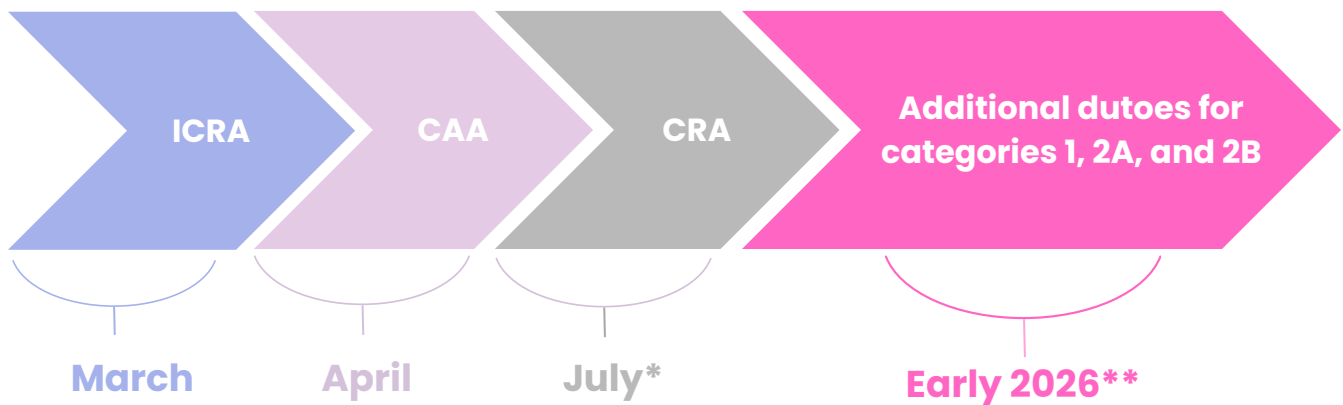 ICRA
CAA
CRA
Additional dutoes for
categories 1, 2A, and 2B
March
April
July*
Early 2026**